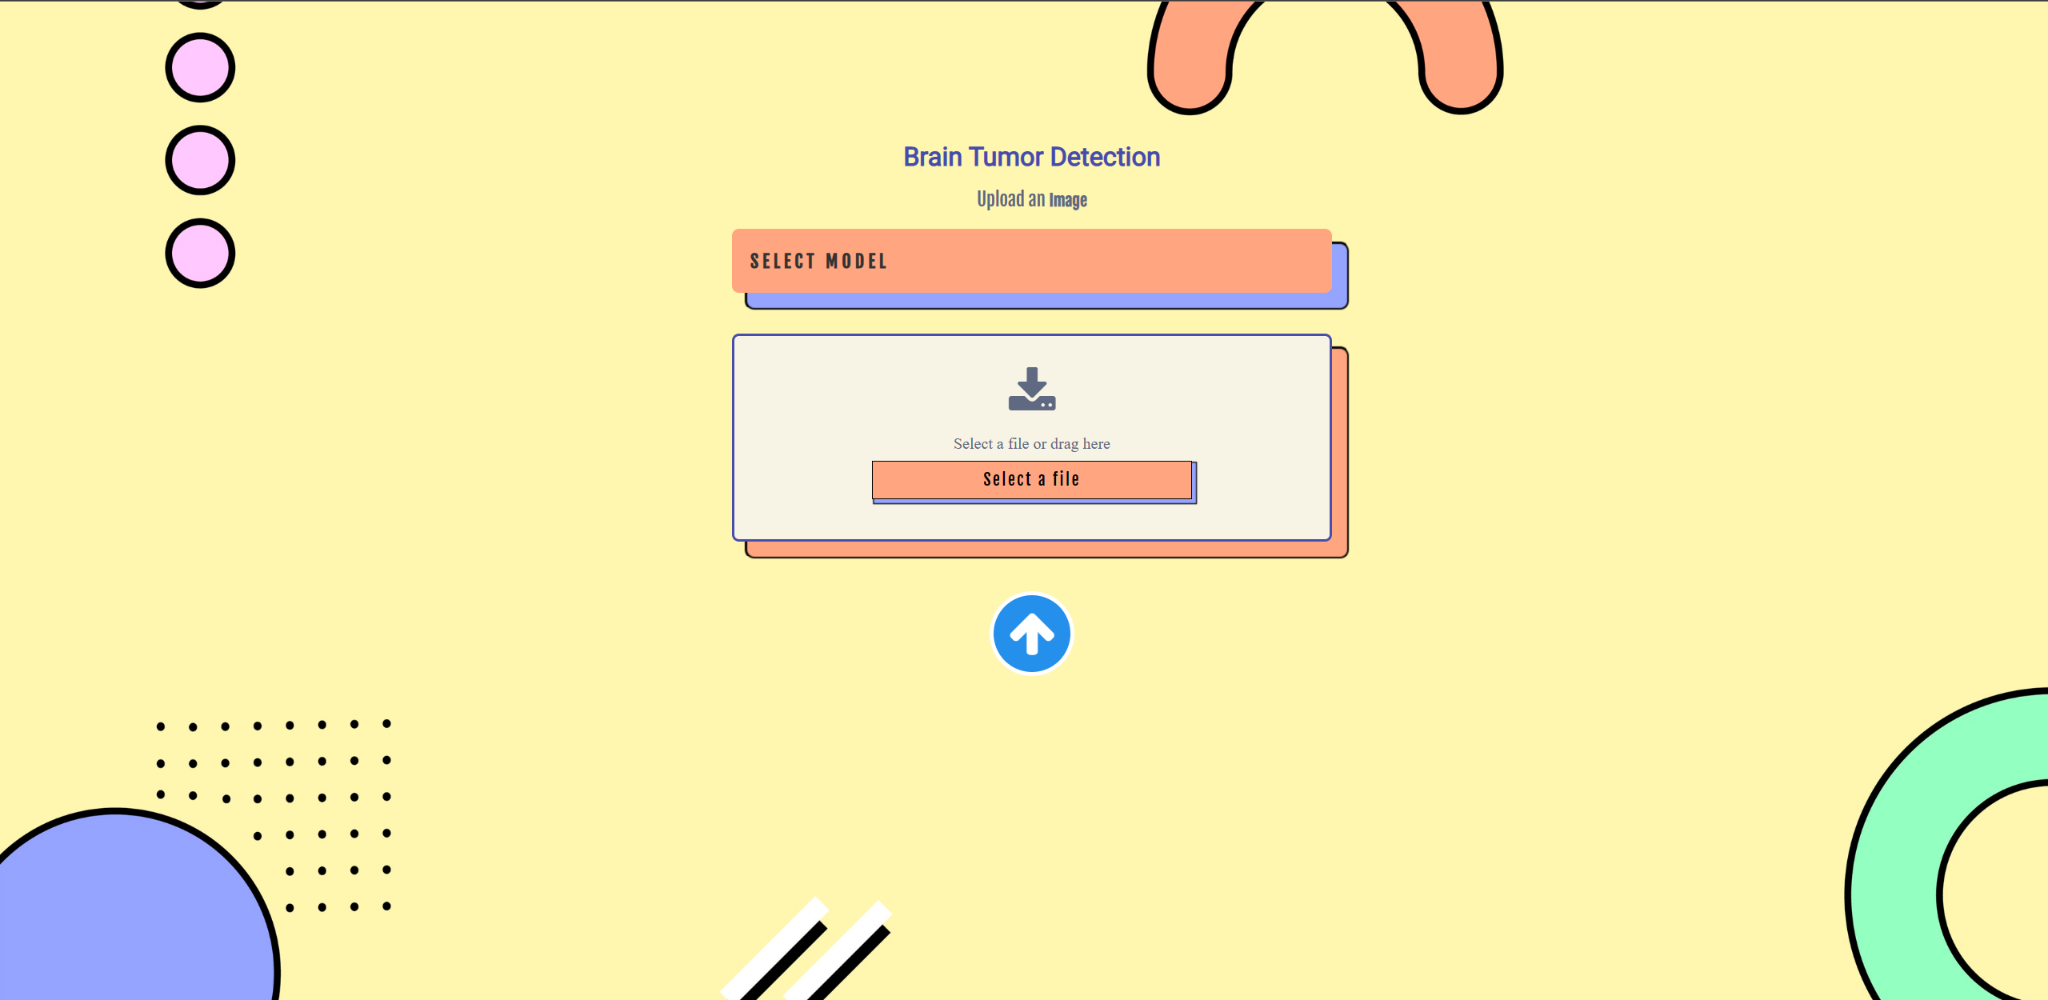 Brain Tumor Detection
Upload an Image
SELECT MODEL
Select a file or drag here
Select a file